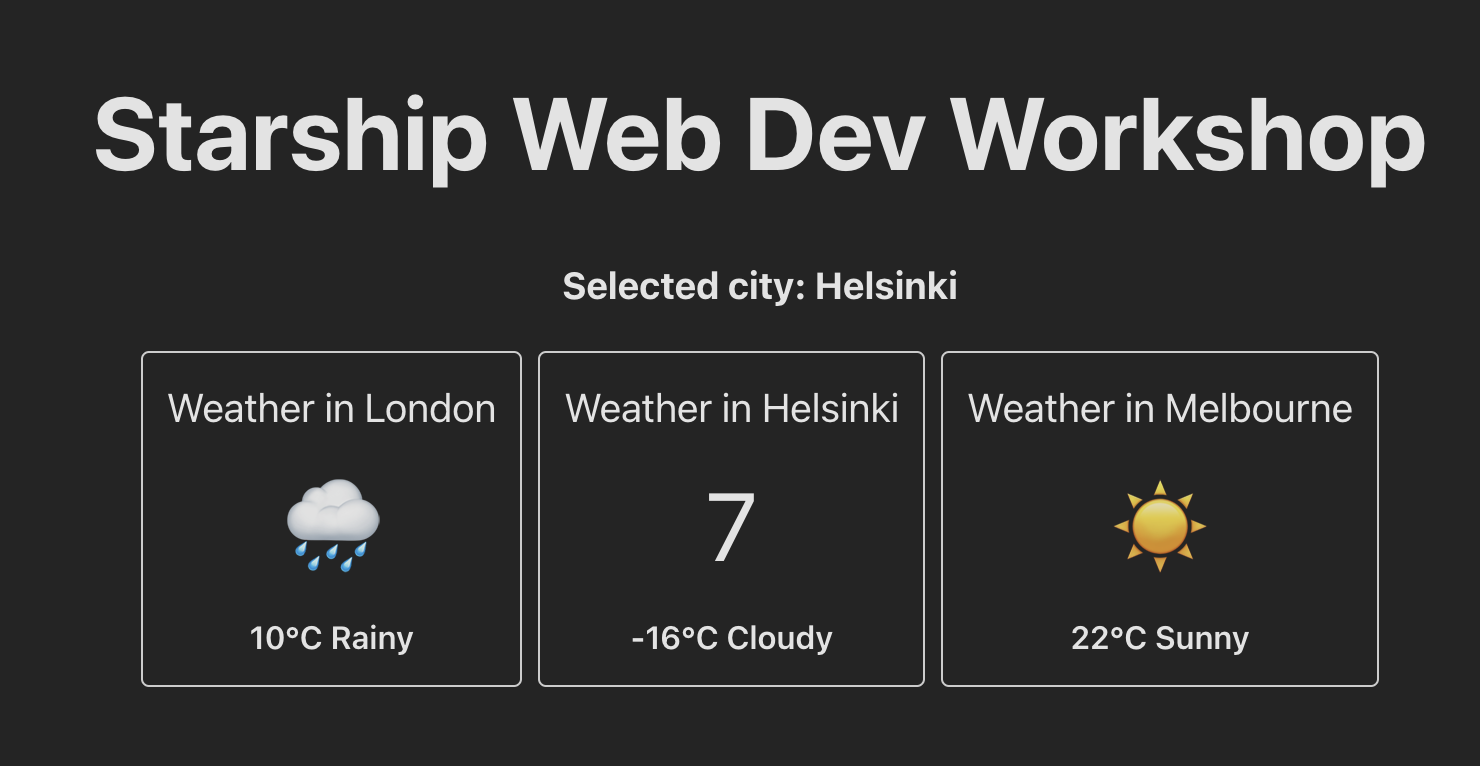 Starship Web Dev Workshop
Selected city: Helsinki
Weather in London
10°C Rainy
Weather in Helsinki
7
-16°C Cloudy
Weather in Melbourne
22°C Sunny